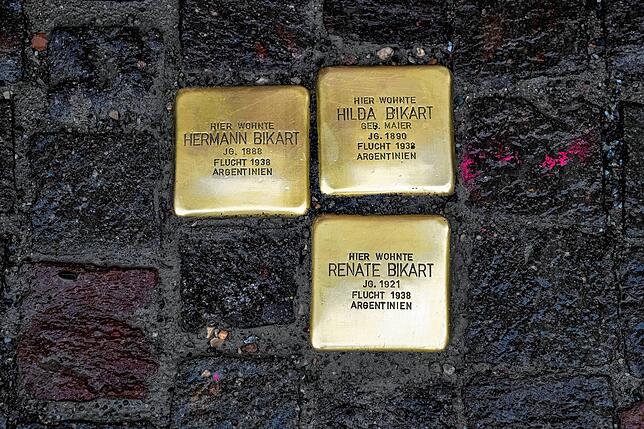 HIER WOHNTE
HERMANN BIKART
JG. 1888
FLUCHT 1938
ARGENTINIEN
HIER WOHNTE
HILDA BIKART
GEB. MAIER
JG. 1890
FLUCHT 1938
ARGENTINIEN
HIER WOHNTE
RENATE BIKART
JG. 1921
FLUCHT 1938
ARGENTINIEN